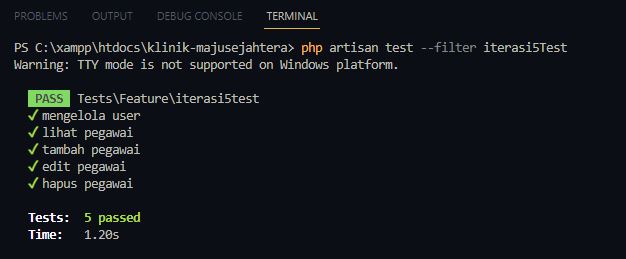 PROBLEMS OUTPUT DEBUG CONSOLE TERMINAL
PS C:\xampp\htdocs\klinik-majusejahtera> php artisan test --filter iterasi5Test
Warning: TTY mode is not supported on Windows platform.
PASS Tests\Feature\iterasi5test
✓ mengelola user
✓ lihat pegawai
✓ tambah pegawai
✓ edit pegawai
✓ hapus pegawai
Tests: 5 passed
Time: 1.20s